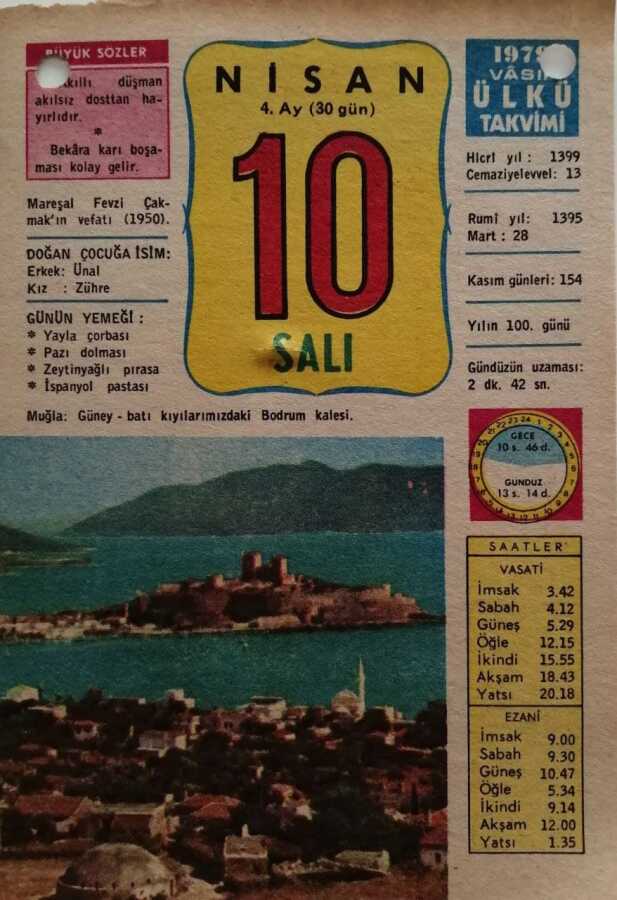 BÜYÜK SÖZLER
düşman
akılsız dosttan ha-
yırlıdır.
*
Bekâra karı boşa-
ması kolay gelir.
Mareşal Fevzi Çak-
mak'ın vefatı (1950).
DOĞAN ÇOCUĞA İSİM:
Erkek: Ünal
Kız : Zühre
GÜNÜN YEMEĞİ :
* Yayla çorbası
* Pazı dolması
* Zeytinyağlı pırasa
* İspanyol pastası
NİSAN
4. Ay (30 gün)
10
SALI
1979
VÂSIF
ÜLKÜ
TAKVİMİ
Hicrî yıl : 1399
Cemaziyelevvel: 13
Rumî yıl: 1395
Mart : 28
Kasım günleri: 154
Yılın 100. günü
Gündüzün uzaması:
2 dk. 42 sn.
Muğla: Güney - batı kıyılarımızdaki Bodrum kalesi.
GECE
10 s. 46 d.
GUNDUZ
13 s. 14 d.
SAATLER
VASATİ
İmsak 3.42
Sabah 4.12
Güneş 5.29
Öğle 12.15
İkindi 15.55
Akşam 18.43
Yatsı 20.18
EZANİ
İmsak 9.00
Sabah 9.30
Güneş 10.47
Öğle 5.34
İkindi 9.14
Akşam 12.00
Yatsı 1.35